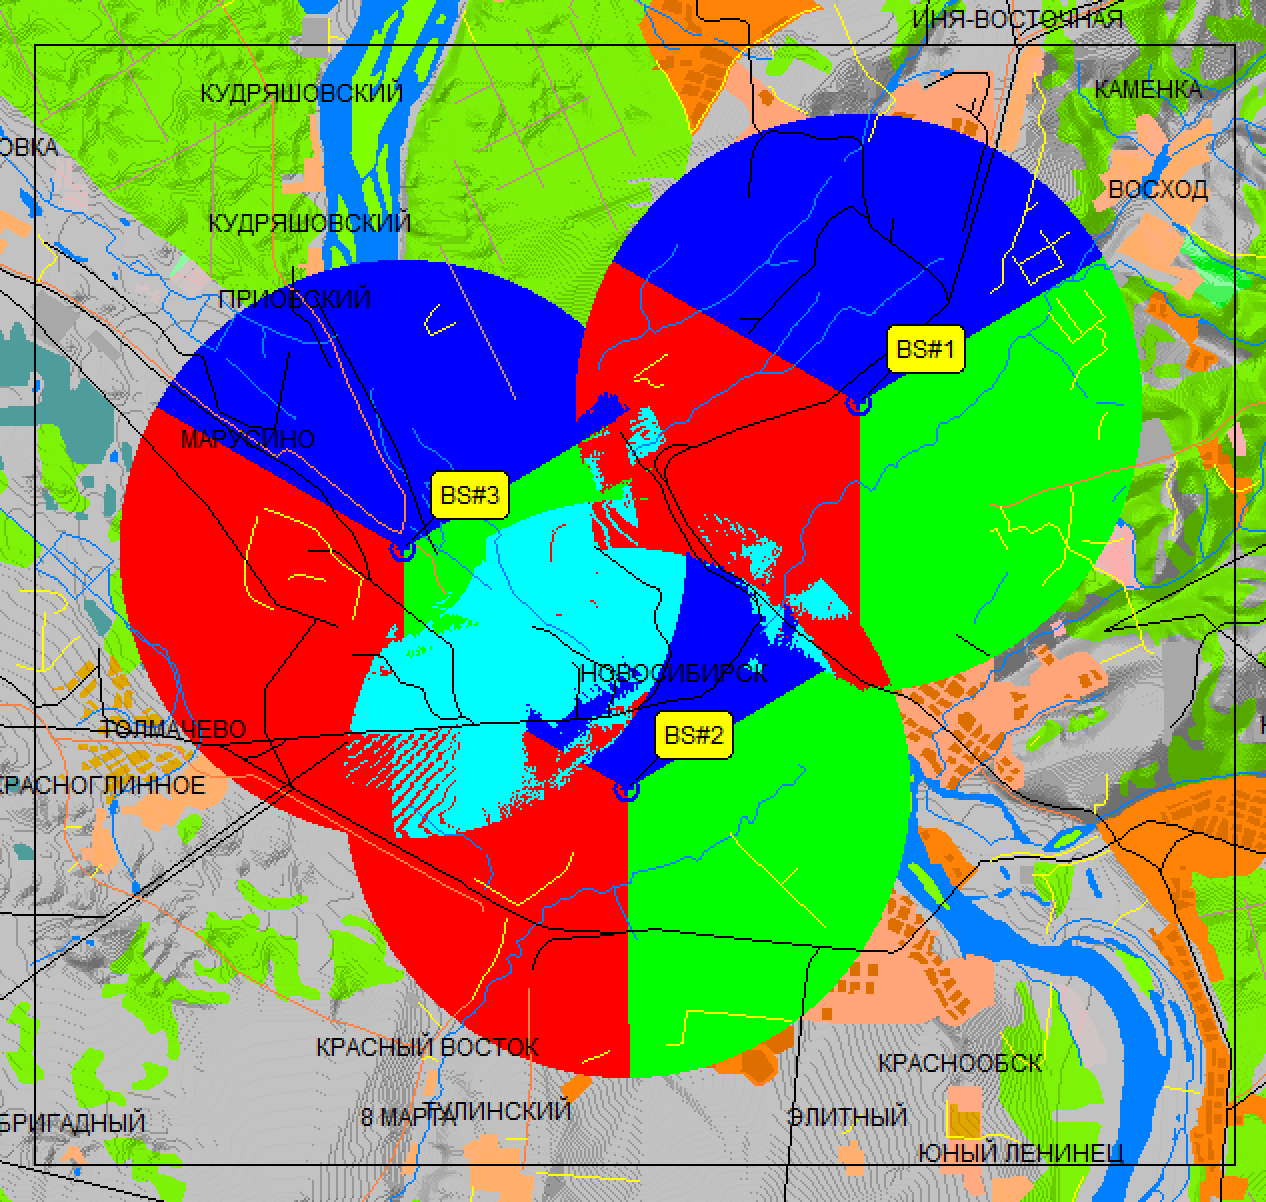 ИНЯ-ВОСТОЧНАЯ
КУДРЯШОВСКИЙ
КАМЕНКА
ОВКА
ВОСХОД
КУДРЯШОВСКИЙ
ПРИОБСКИЙ
BS#1
МАРУСИНО
BS#3
НОВОСИБИРСК
ТОЛМАЧЕВО
BS#2
КРАСНОГЛИННОЕ
КРАСНЫЙ ВОСТОК
КРАСНООБСК
8 МАРТА
ТУЛИНСКИЙ
ЭЛИТНЫЙ
БРИГАДНЫЙ
ЮНЫЙ ЛЕНИНЕЦ